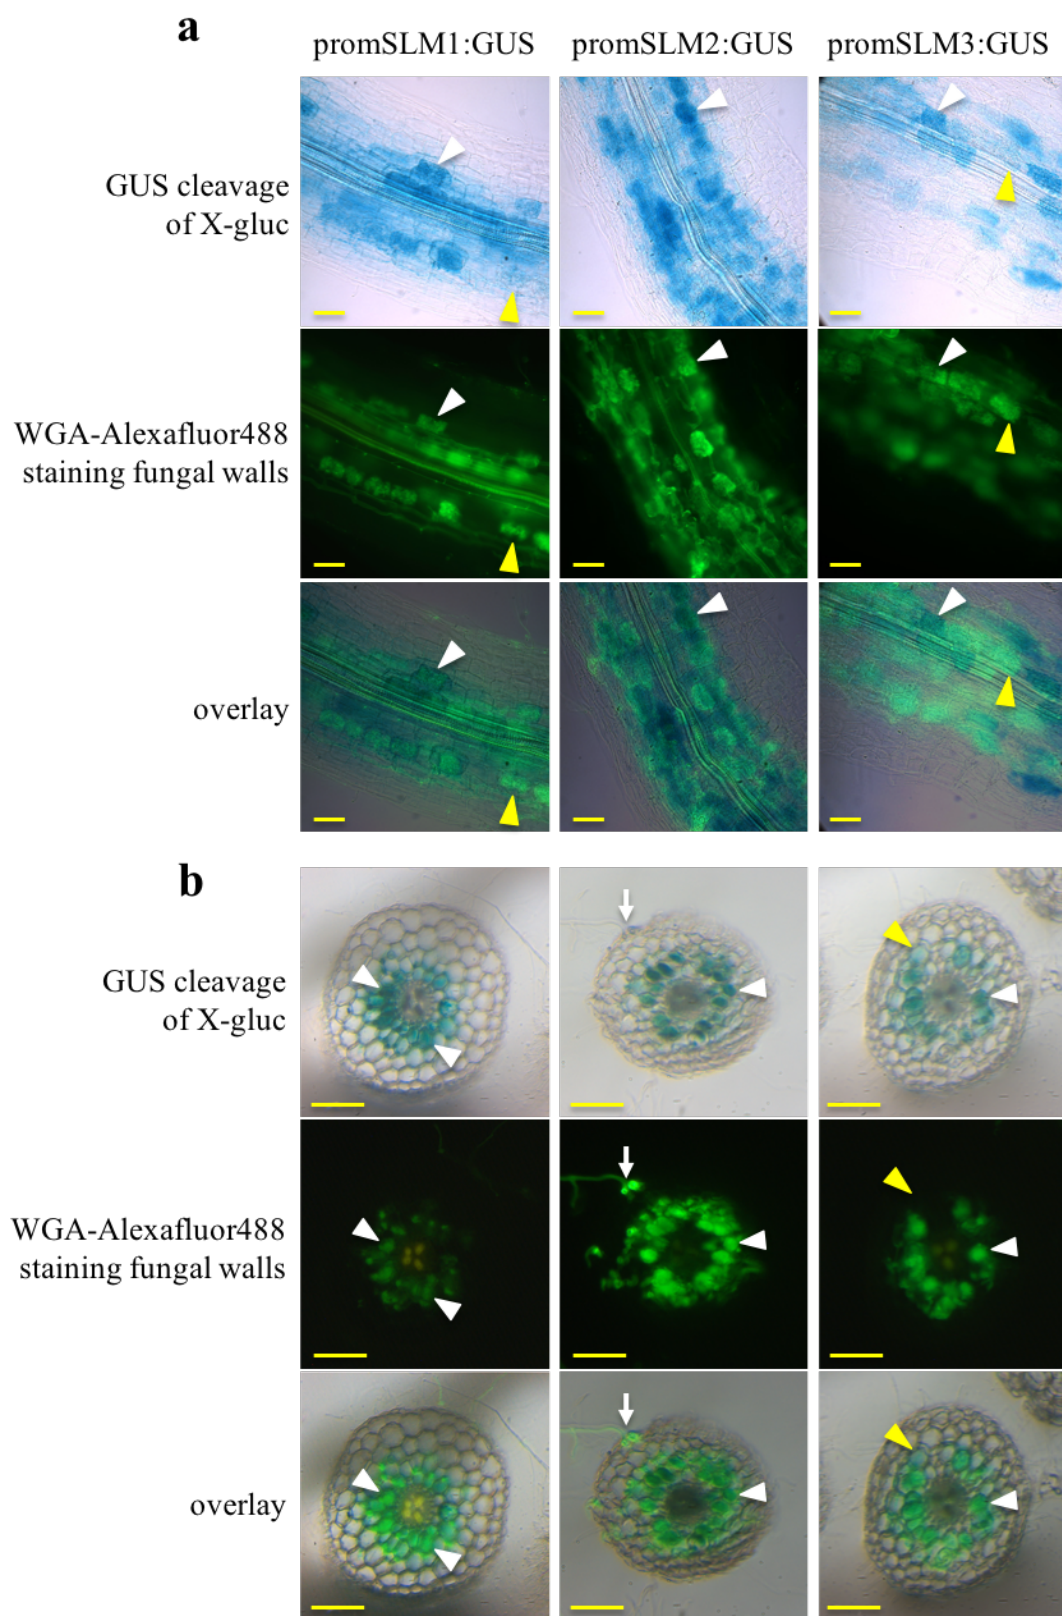 a
promSLM1:GUS promSLM2:GUS promSLM3:GUS
GUS cleavage
of X-gluc
WGA-Alexafluor488
staining fungal walls
overlay
b
GUS cleavage
of X-gluc
WGA-Alexafluor488
staining fungal walls
overlay